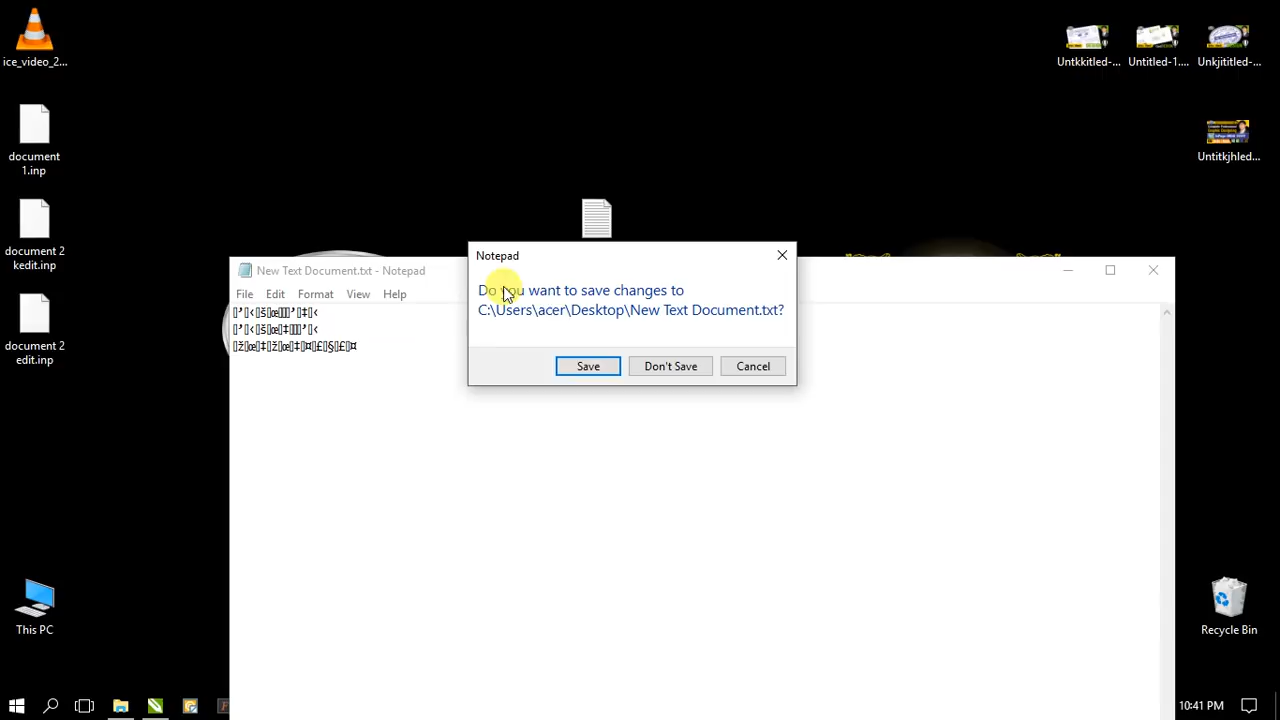 ice_video_2...
Untkkitled-...
Untitled-1....
Unkjititled-...
document
1.inp
Untitkjhled...
document 2
kedit.inp
Notepad
Do you want to save changes to
C:\Users\acer\Desktop\New Text Document.txt?
Save
Don't Save
Cancel
New Text Document.txt - Notepad
File
Edit
Format
View
Help
document 2
edit.inp
This PC
Recycle Bin
10:41 PM